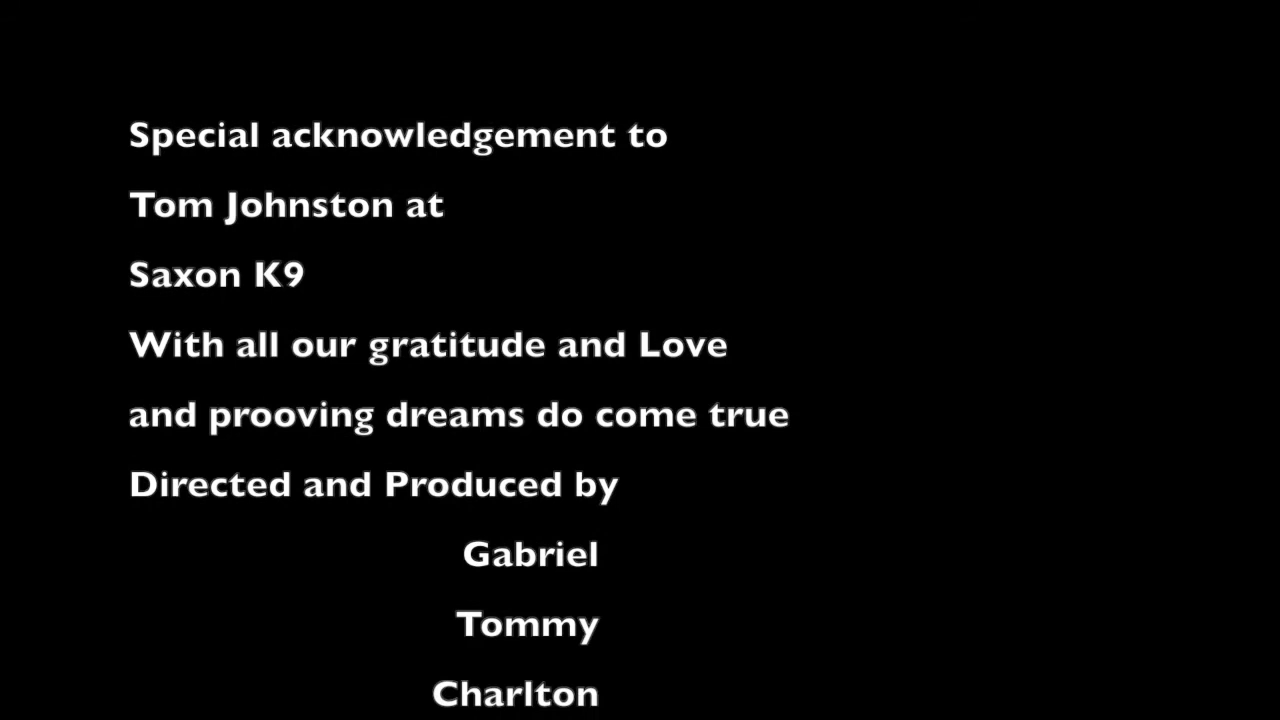 Special acknowledgement to
Tom Johnston at
Saxon K9
With all our gratitude and Love
and prooving dreams do come true
Directed and Produced by
Gabriel
Tommy
Charlton